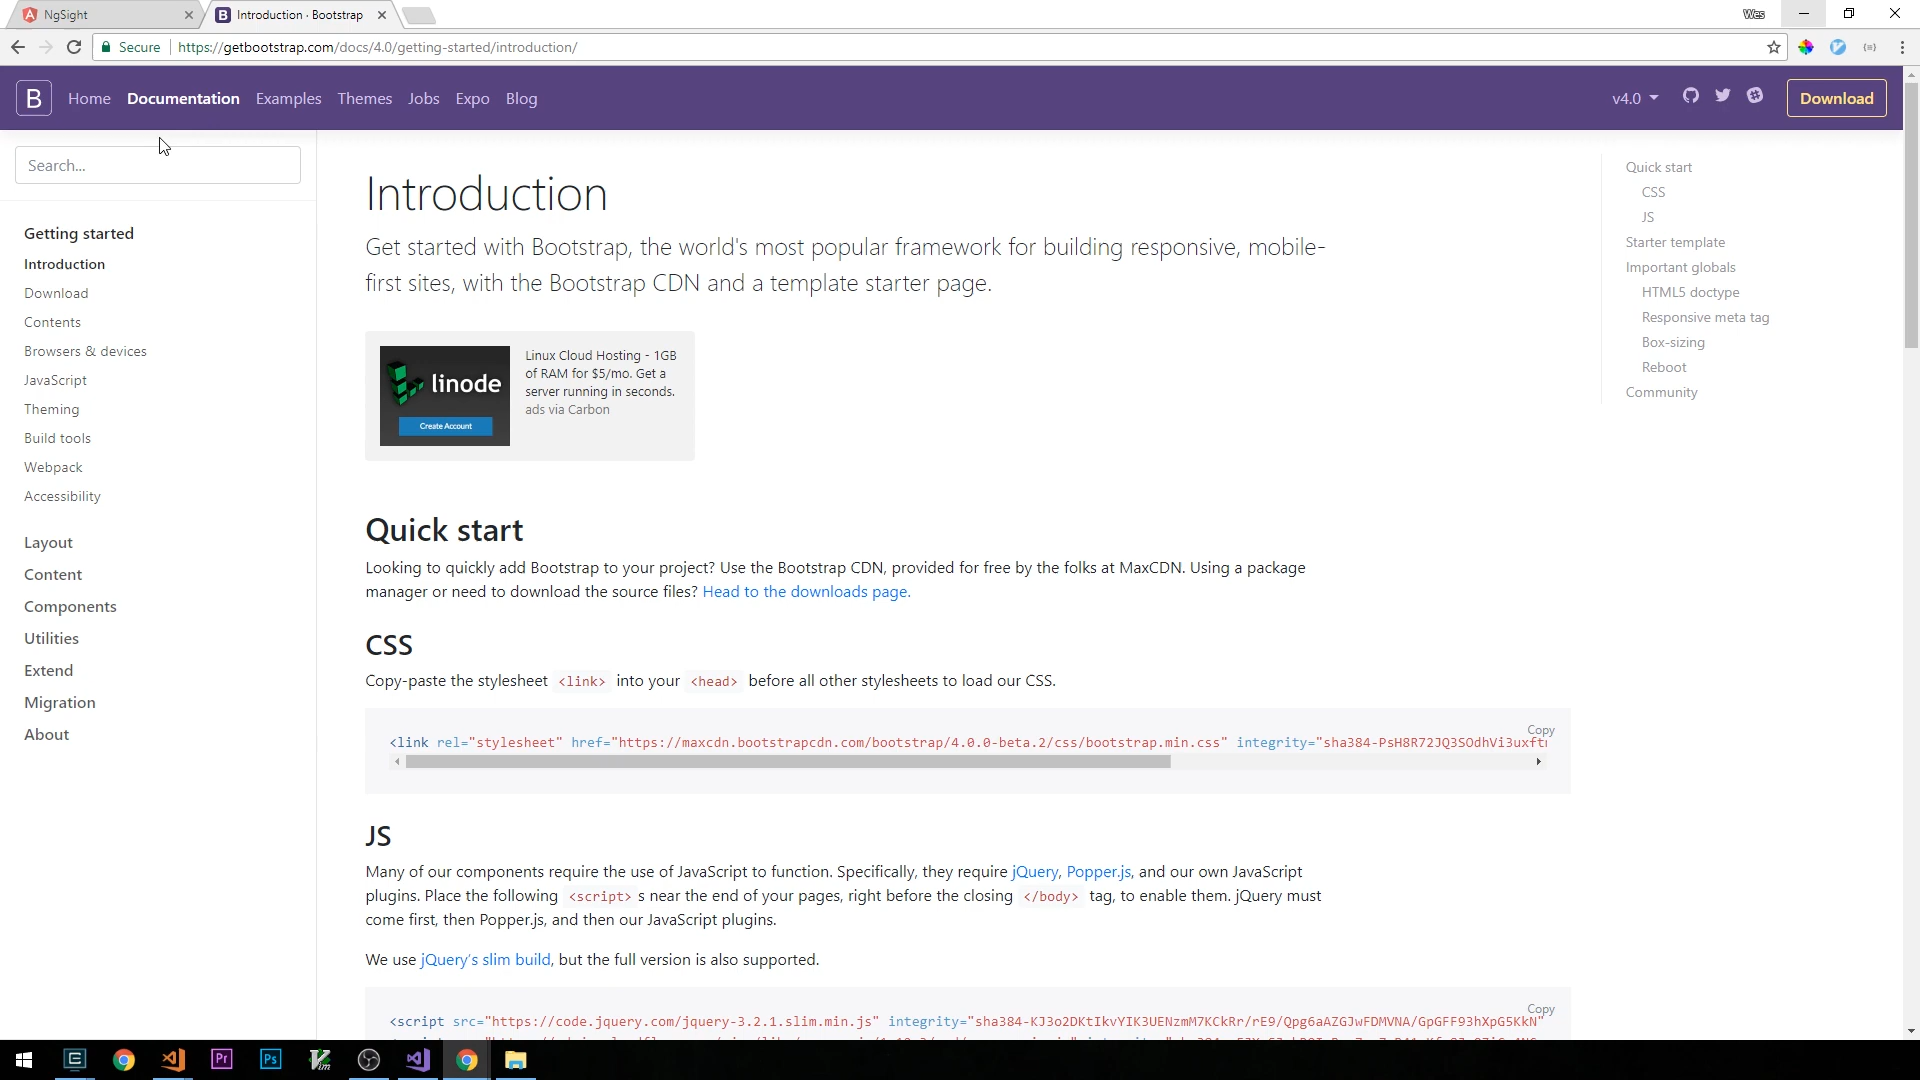 NgSight
Introduction · Bootstrap
Wes
Secure
https://getbootstrap.com/docs/4.0/getting-started/introduction/
B
Home
Documentation
Examples
Themes
Jobs
Expo
Blog
v4.0
Download
Search...
Getting started
Introduction
Download
Contents
Browsers & devices
JavaScript
Theming
Build tools
Webpack
Accessibility
Layout
Content
Components
Utilities
Extend
Migration
About
Introduction
Get started with Bootstrap, the world's most popular framework for building responsive, mobile-
first sites, with the Bootstrap CDN and a template starter page.
linode
Create Account
Linux Cloud Hosting - 1GB
of RAM for $5/mo. Get a
server running in seconds.
ads via Carbon
Quick start
Looking to quickly add Bootstrap to your project? Use the Bootstrap CDN, provided for free by the folks at MaxCDN. Using a package
manager or need to download the source files? Head to the downloads page.
CSS
Copy-paste the stylesheet <link> into your <head> before all other stylesheets to load our CSS.
Copy
<link rel="stylesheet" href="https://maxcdn.bootstrapcdn.com/bootstrap/4.0.0-beta.2/css/bootstrap.min.css" integrity="sha384-PsH8R72JQ3SOdhVi3uxft
JS
Many of our components require the use of JavaScript to function. Specifically, they require jQuery, Popper.js, and our own JavaScript
plugins. Place the following <script> s near the end of your pages, right before the closing </body> tag, to enable them. jQuery must
come first, then Popper.js, and then our JavaScript plugins.
We use jQuery's slim build, but the full version is also supported.
Copy
<script src="https://code.jquery.com/jquery-3.2.1.slim.min.js" integrity="sha384-KJ3o2DKtIkvYIK3UENzmM7KCkRr/rE9/Qpg6aAZGJwFDMVNA/GpGFF93hXpG5KkN"
Quick start
CSS
JS
Starter template
Important globals
HTML5 doctype
Responsive meta tag
Box-sizing
Reboot
Community
Pr
Ps